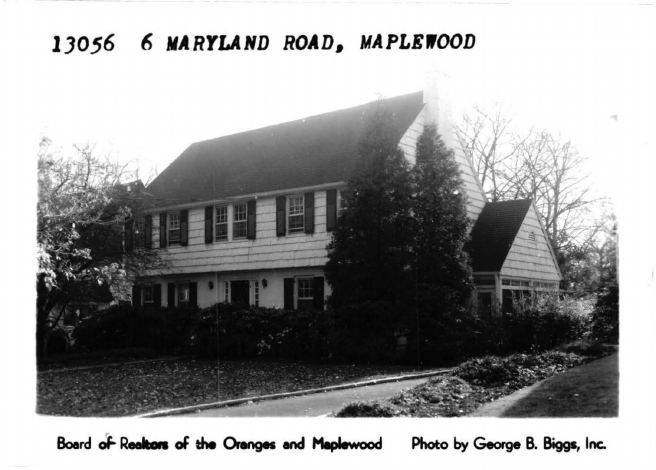 13056 6 MARYLAND ROAD, MAPLEWOOD
Board of Realtors of the Oranges and Maplewood Photo by George B. Biggs, Inc.